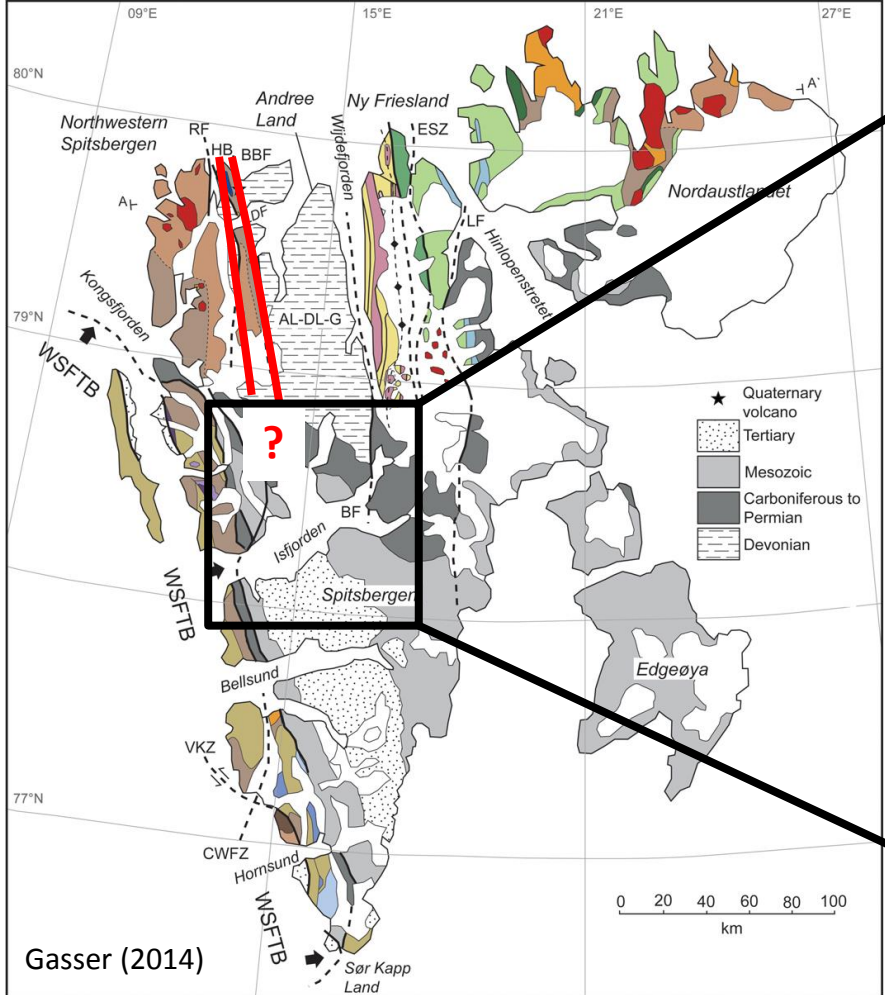 09°E
15°E
21°E
27°E
80°N
Andree
Land
Ny Friesland
A'
Northwestern
Spitsbergen
RF
HB
BBF
Wijdefjorden
ESZ
A
DF
LF
Nordaustlandet
Hinlopenstretet
79°N
Kongsfjorden
AL-DL-G
WSFTB
?
Quaternary
volcano
Tertiary
Mesozoic
Carboniferous to
Permian
Devonian
BF
Isfjorden
WSFTB
Spitsbergen
Edgeøya
Bellsund
VKZ
77°N
CWFZ
Hornsund
WSFTB
0 20 40 60 80 100
km
Gasser (2014)
Sør Kapp
Land